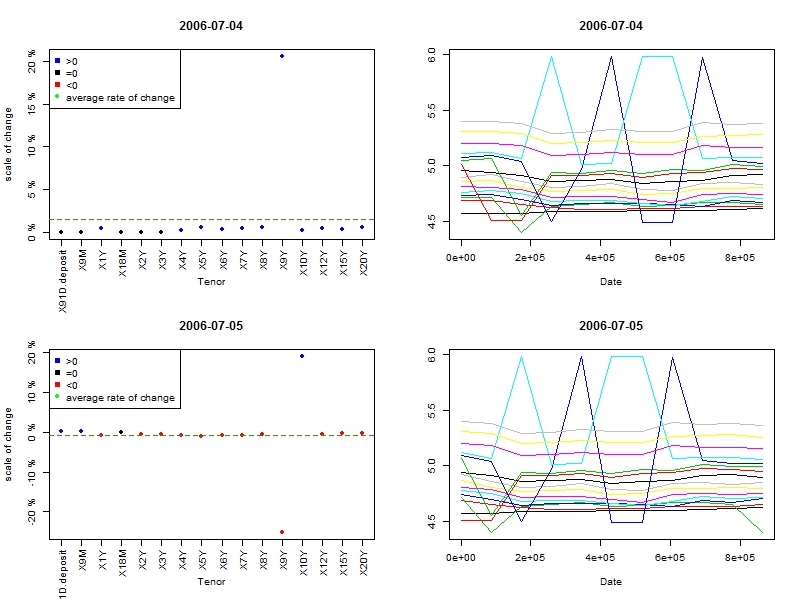 2006-07-04
scale of change
0 % 5 % 10 % 15 % 20 %
>0
=0
<0
average rate of change
X91D.deposit X9M X1Y X18M X2Y X3Y X4Y X5Y X6Y X7Y X8Y X9Y X10Y X12Y X15Y X20Y
Tenor
2006-07-04
4.5 5.0 5.5 6.0
0e+00 2e+05 4e+05 6e+05 8e+05
Date
2006-07-05
scale of change
-20 % -10 % 0 % 10 % 20 %
>0
=0
<0
average rate of change
1D.deposit X9M X1Y X18M X2Y X3Y X4Y X5Y X6Y X7Y X8Y X9Y X10Y X12Y X15Y X20Y
Tenor
2006-07-05
4.5 5.0 5.5 6.0
0e+00 2e+05 4e+05 6e+05 8e+05
Date